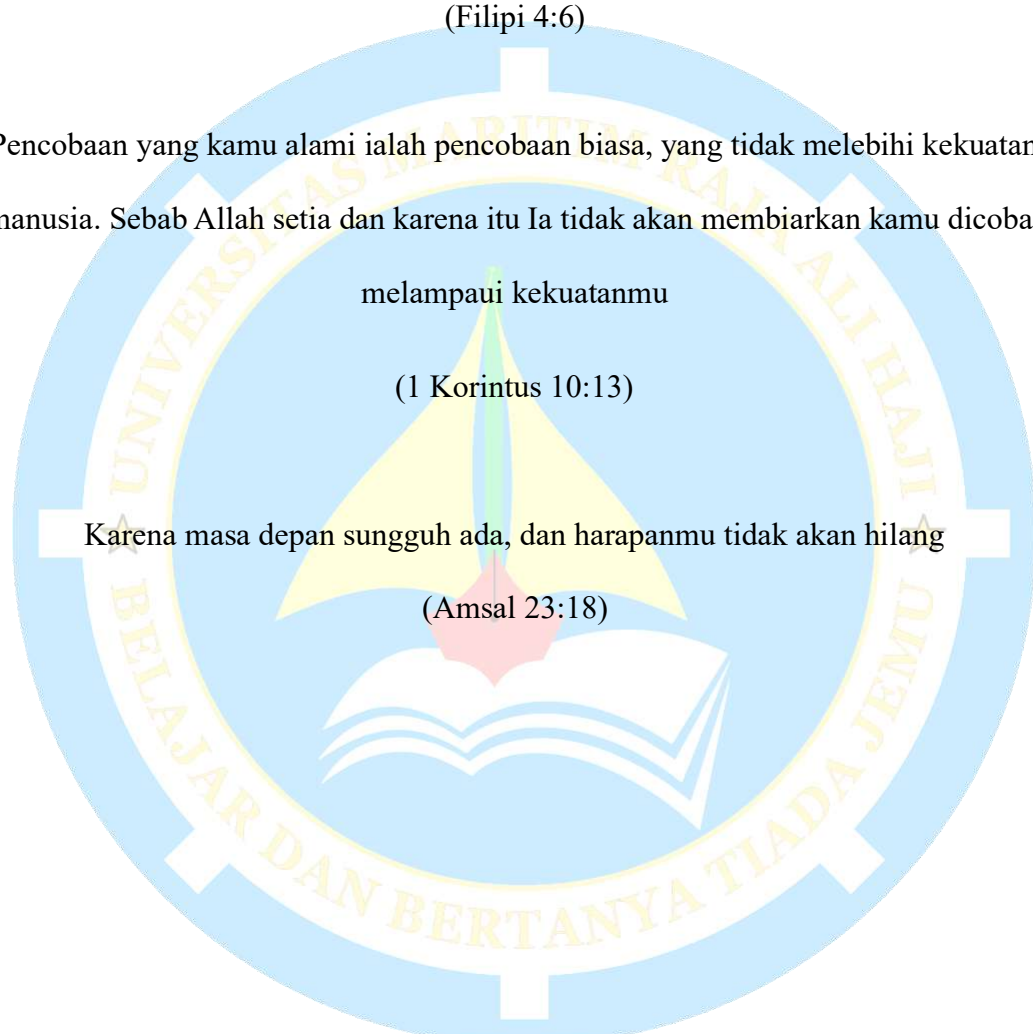 (Filipi 4:6)
Pencobaan yang kamu alami ialah pencobaan biasa, yang tidak melebihi kekuatan
manusia. Sebab Allah setia dan karena itu Ia tidak akan membiarkan kamu dicobai
melampaui kekuatanmu
(1 Korintus 10:13)
Karena masa depan sungguh ada, dan harapanmu tidak akan hilang
(Amsal 23:18)
UNIVERSITAS MARITIM RAJA ALI HAJI
BELAJAR DAN BERTANYA TIADA JEMU